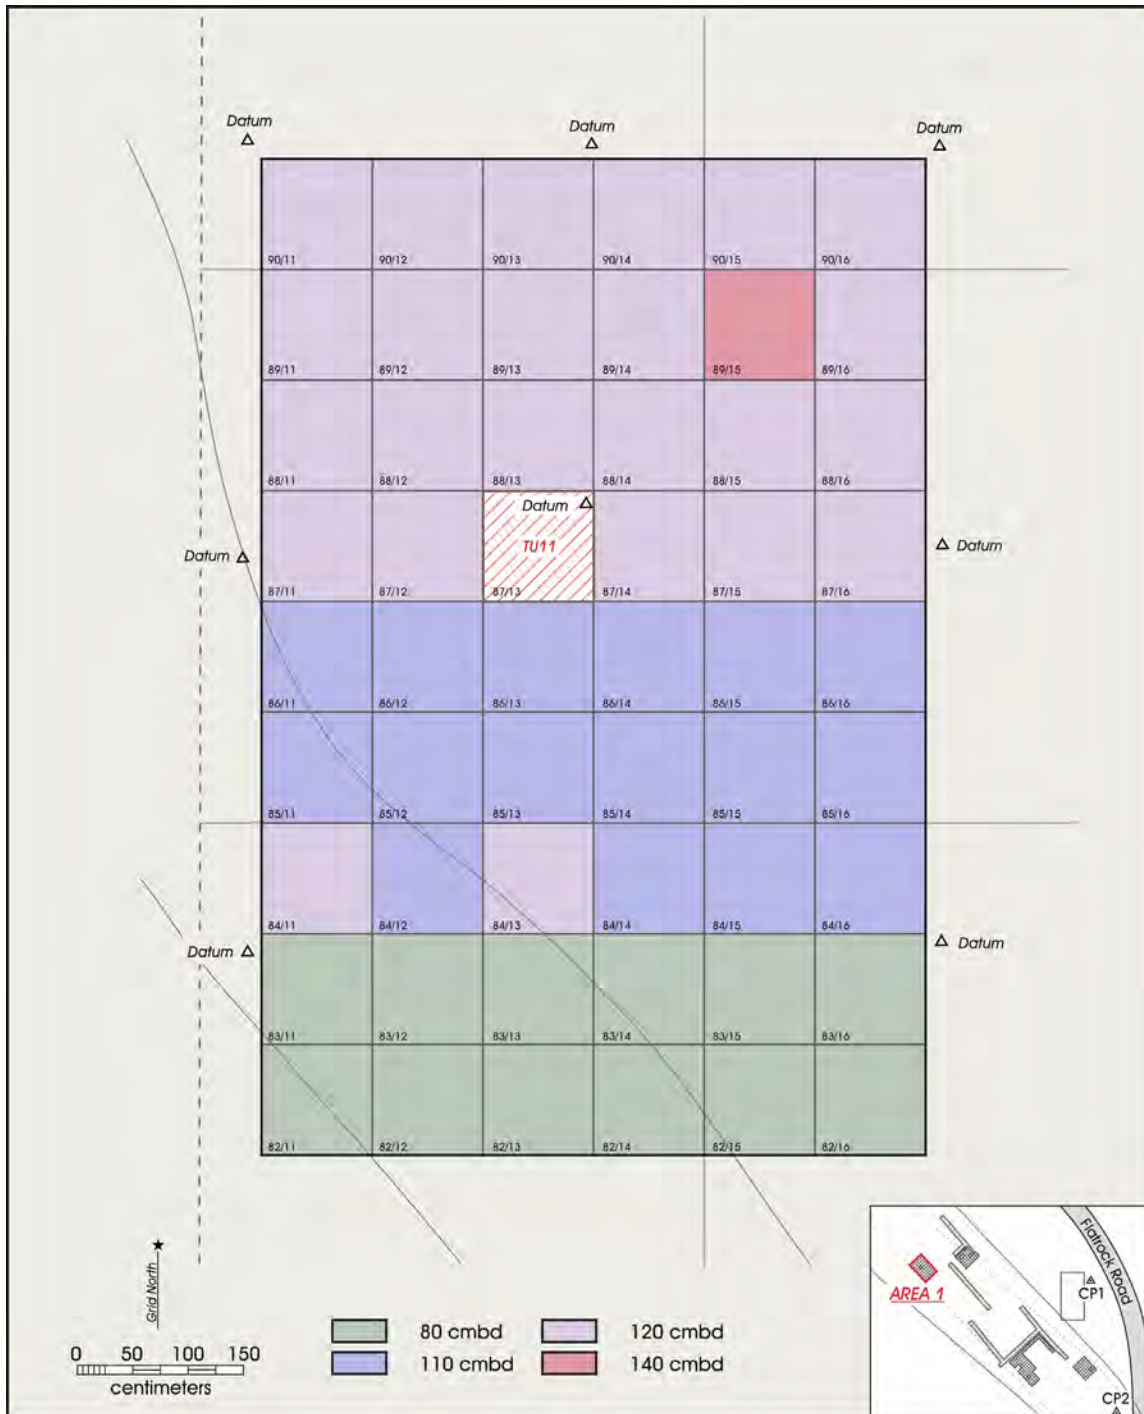 Datum
Datum
Datum
90/11 90/12 90/13 90/14 90/15 90/16
89/11 89/12 89/13 89/14 89/15 89/16
88/11 88/12 88/13 88/14 88/15 88/16
Datum
TU11
Datum
Datum
87/11 87/12 87/13 87/14 87/15 87/16
86/11 86/12 86/13 86/14 86/15 86/16
85/11 85/12 85/13 85/14 85/15 85/16
84/11 84/12 84/13 84/14 84/15 84/16
Datum
Datum
83/11 83/12 83/13 83/14 83/15 83/16
82/11 82/12 82/13 82/14 82/15 82/16
Grid North
0 50 100 150
centimeters
80 cmbd
120 cmbd
110 cmbd
140 cmbd
Flatrock Road
AREA 1
CP1
CP2